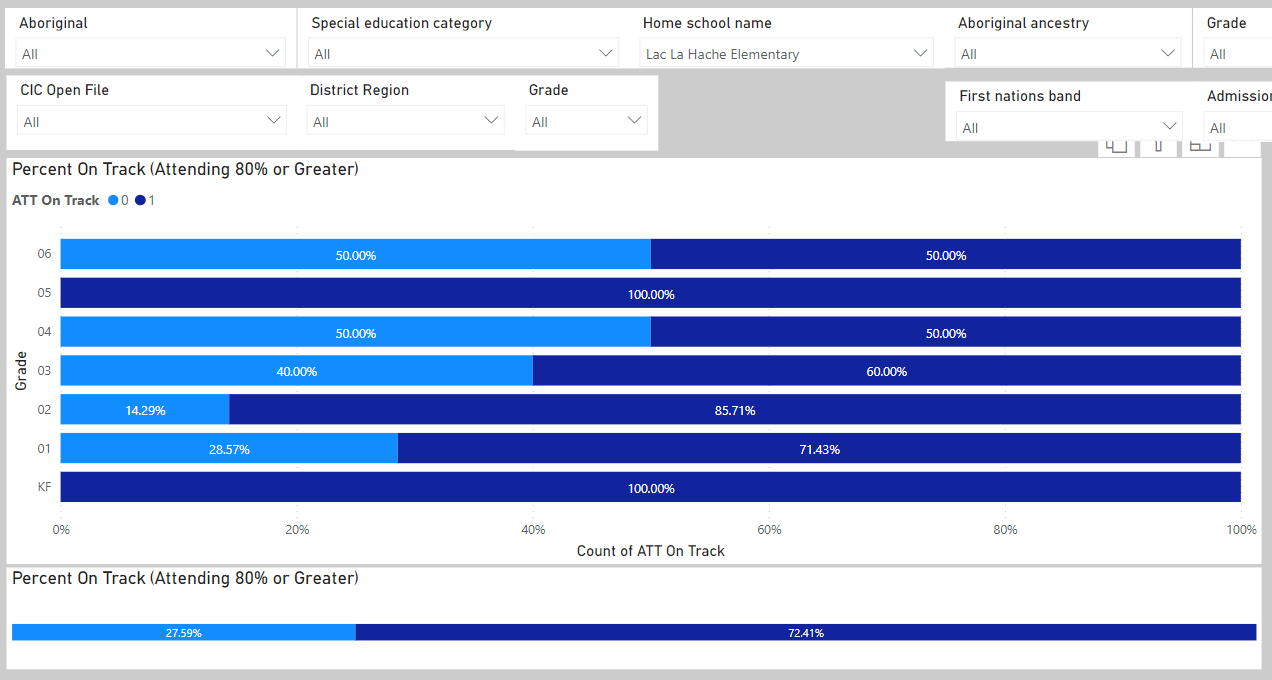 Aboriginal
All
Special education category
All
Home school name
Lac La Hache Elementary
Aboriginal ancestry
All
Grade
All
CIC Open File
All
District Region
All
Grade
All
First nations band
All
Admission
All
Percent On Track (Attending 80% or Greater)
ATT On Track 0 1
06 50.00% 50.00%
05 100.00%
04 50.00% 50.00%
03 40.00% 60.00%
02 14.29% 85.71%
01 28.57% 71.43%
KF 100.00%
Grade
0% 20% 40% 60% 80% 100%
Count of ATT On Track
Percent On Track (Attending 80% or Greater)
27.59% 72.41%